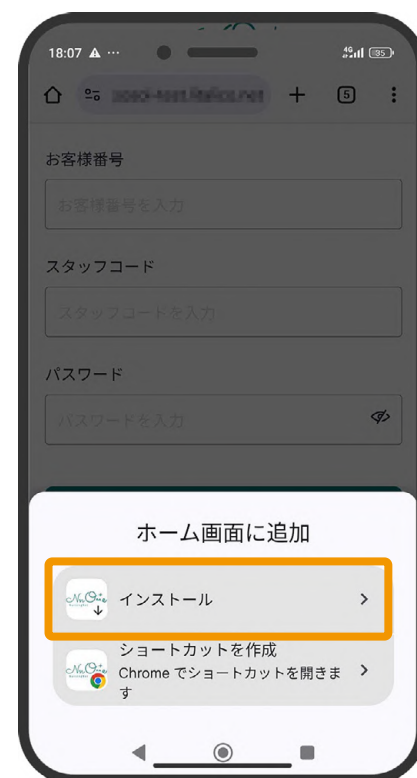 18:07
4G
85
5
お客様番号
お客様番号を入力
スタッフコード
スタッフコードを入力
パスワード
パスワードを入力
ホーム画面に追加
インストール
ショートカットを作成
Chrome でショートカットを開きま
す